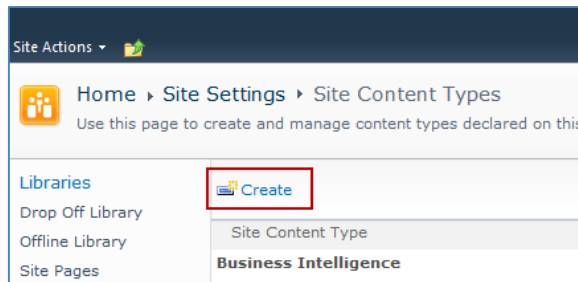 Site Actions
Home Site Settings Site Content Types
Use this page to create and manage content types declared on this
Libraries
Create
Drop Off Library
Site Content Type
Offline Library
Business Intelligence
Site Pages